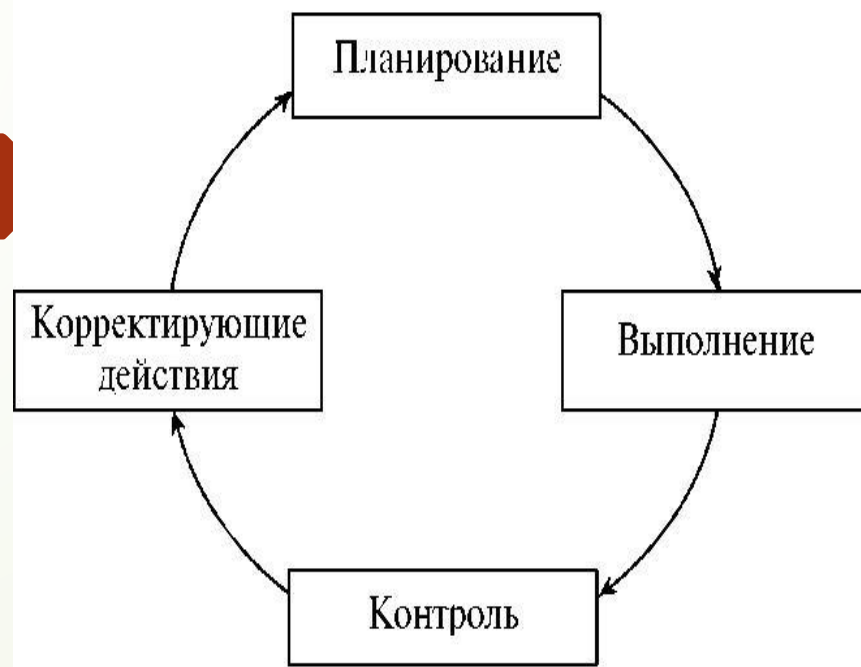 Планирование
Выполнение
Контроль
Корректирующие
действия